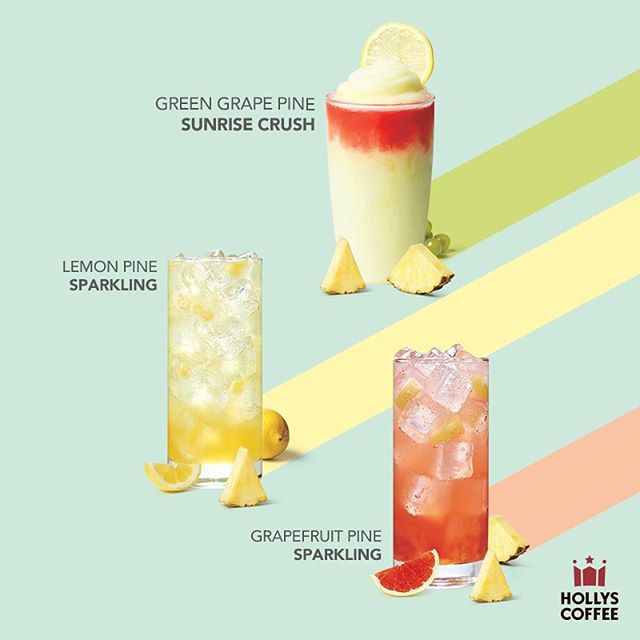 GREEN GRAPE PINE
SUNRISE CRUSH
LEMON PINE
SPARKLING
GRAPEFRUIT PINE
SPARKLING
HOLLYS
COFFEE